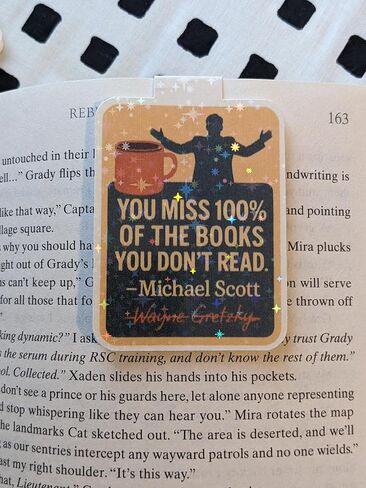 REB
163
untouched in their
ll..." Grady flips th
handwriting is
like that way," Capta
and pointing
llage square.
why you should ha
Mira plucks
ght out of Grady's
s can't keep up,"
on will serve
for all those that fo
e thrown off
YOU MISS 100%
OF THE BOOKS
YOU DON'T READ.
–Michael Scott
Wayne Gretzky
king dynamic?" I ask
y trust Grady
s the serum during RSC training, and don't know the rest of them."
ol. Collected." Xaden slides his hands into his pockets.
don't see a prince or his guards here, let alone anyone representing
d stop whispering like they can hear you." Mira rotates the map
he landmarks Cat sketched out. "The area is deserted, and we'll
as our sentries intercept any wayward patrols and no one wields."
ast my right shoulder. "It's this way."
hat, Lieutenant."